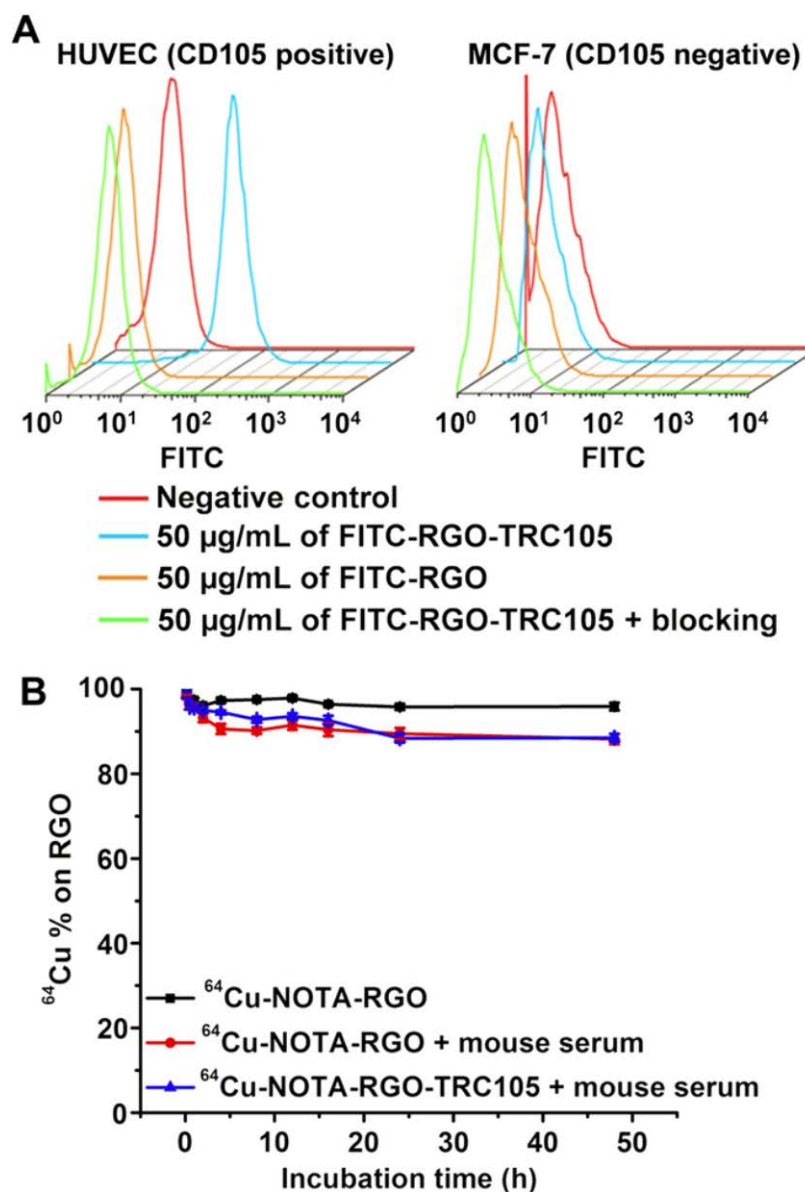 A
HUVEC (CD105 positive)
MCF-7 (CD105 negative)
10⁰ 10¹ 10² 10³ 10⁴
FITC
10⁰ 10¹ 10² 10³ 10⁴
FITC
Negative control
50 µg/mL of FITC-RGO-TRC105
50 µg/mL of FITC-RGO
50 µg/mL of FITC-RGO-TRC105 + blocking
B
100
80
60
40
20
0
⁶⁴Cu % on RGO
⁶⁴Cu-NOTA-RGO
⁶⁴Cu-NOTA-RGO + mouse serum
⁶⁴Cu-NOTA-RGO-TRC105 + mouse serum
0 10 20 30 40 50
Incubation time (h)